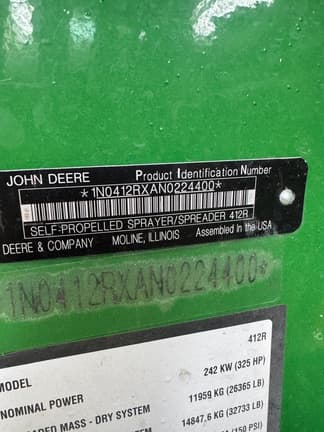 JOHN DEERE Product Identification Number
*1N0412RXAN0224400*
SELF-PROPELLED SPRAYER/SPREADER 412R
DEERE & COMPANY MOLINE, ILLINOIS Assembled in the USA
1N0412RXAN0224400*
412R
MODEL 242 KW (325 HP)
NOMINAL POWER 11959 KG (26365 LB)
MASS - DRY SYSTEM 14847,6 KG (32733 LB)
(150 PSI)